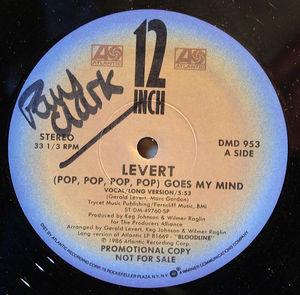 ATLANTIC
12
INCH
ATLANTIC
STEREO
33 1/3 RPM
DMD 953
A SIDE
LEVERT
(POP, POP, POP, POP) GOES MY MIND
VOCAL/LONG VERSION/5:53
(Gerald Levert, Marc Gordon)
Trycet Music Publishing/Ferncliff Music, BMI
ST-DM-49760-SP
Produced by Keg Johnson & Wilmer Raglin
for The Protean Alliance
Arranged by Gerald Levert, Keg Johnson & Wilmer Raglin
Long version of Atlantic LP 81669 - "BLOODLINE"
℗ 1986 Atlantic Recording Corp.
PROMOTIONAL COPY
NOT FOR SALE